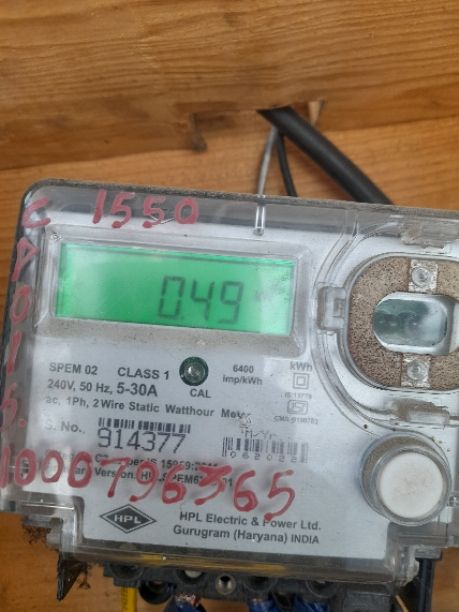 1550
0.49
SPEM 02 CLASS 1
6400 imp/kWh
kWh
240V, 50 Hz, 5-30A
CAL
ac, 1Ph, 2 Wire Static Watthour Meter
S. No..
914377
1000796365
HPL
HPL Electric & Power Ltd.
Gurugram (Haryana) INDIA